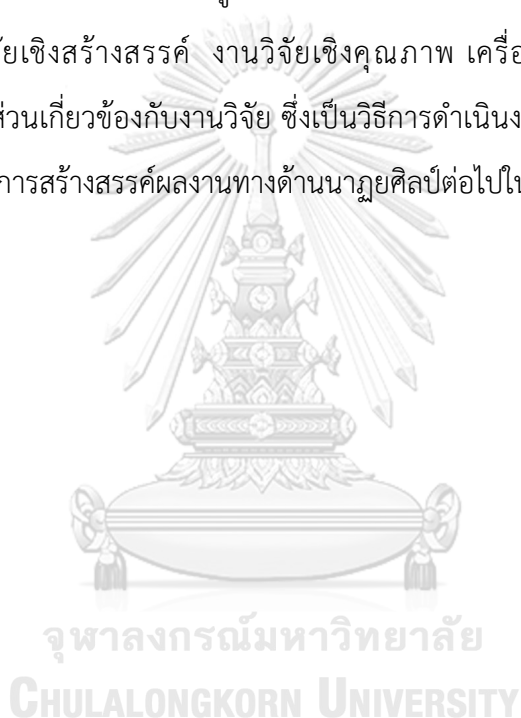 ัยเชิงสร้างสรรค์ งานวิจัยเชิงคุณภาพ เครื่อ
ส่วนเกี่ยวข้องกับงานวิจัย ซึ่งเป็นวิธีการดำเนินง
การสร้างสรรค์ผลงานทางด้านนาฏยศิลป์ต่อไปใ
จุฬาลงกรณ์มหาวิทยาลัย
CHULALONGKORN UNIVERSITY